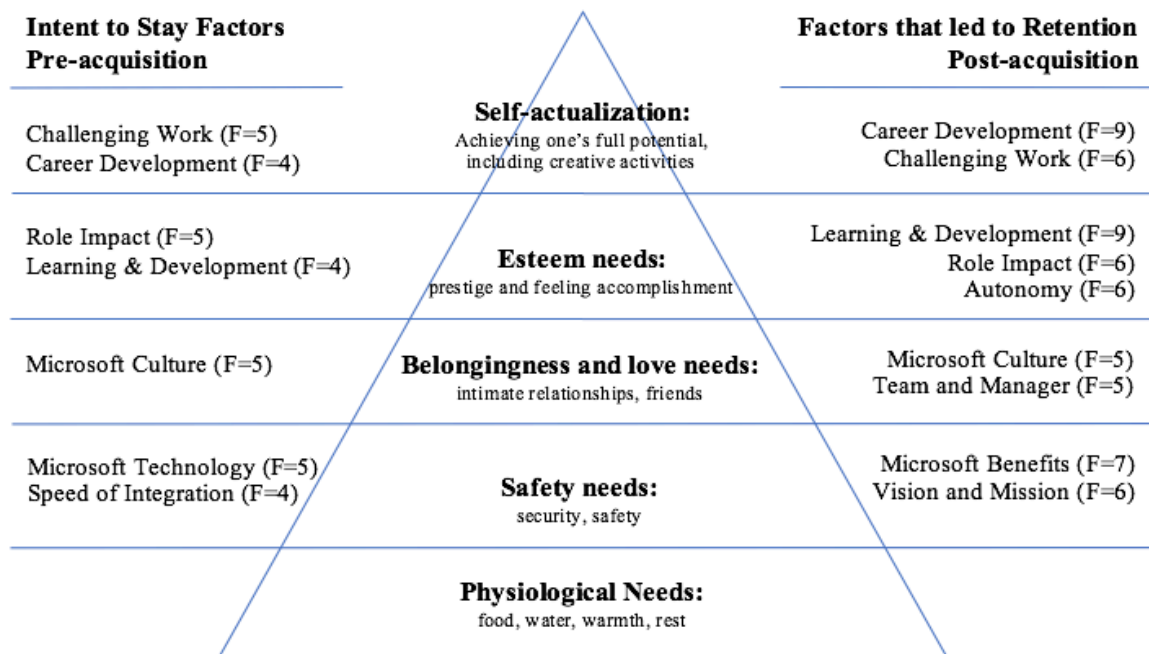 Intent to Stay Factors
Pre-acquisition
Factors that led to Retention
Post-acquisition
Self-actualization:
Achieving one's full potential,
including creative activities
Challenging Work (F=5)
Career Development (F=4)
Career Development (F=9)
Challenging Work (F=6)
Role Impact (F=5)
Learning & Development (F=4)
Esteem needs:
prestige and feeling accomplishment
Learning & Development (F=9)
Role Impact (F=6)
Autonomy (F=6)
Microsoft Culture (F=5)
Belongingness and love needs:
intimate relationships, friends
Microsoft Culture (F=5)
Team and Manager (F=5)
Microsoft Technology (F=5)
Speed of Integration (F=4)
Safety needs:
security, safety
Microsoft Benefits (F=7)
Vision and Mission (F=6)
Physiological Needs:
food, water, warmth, rest